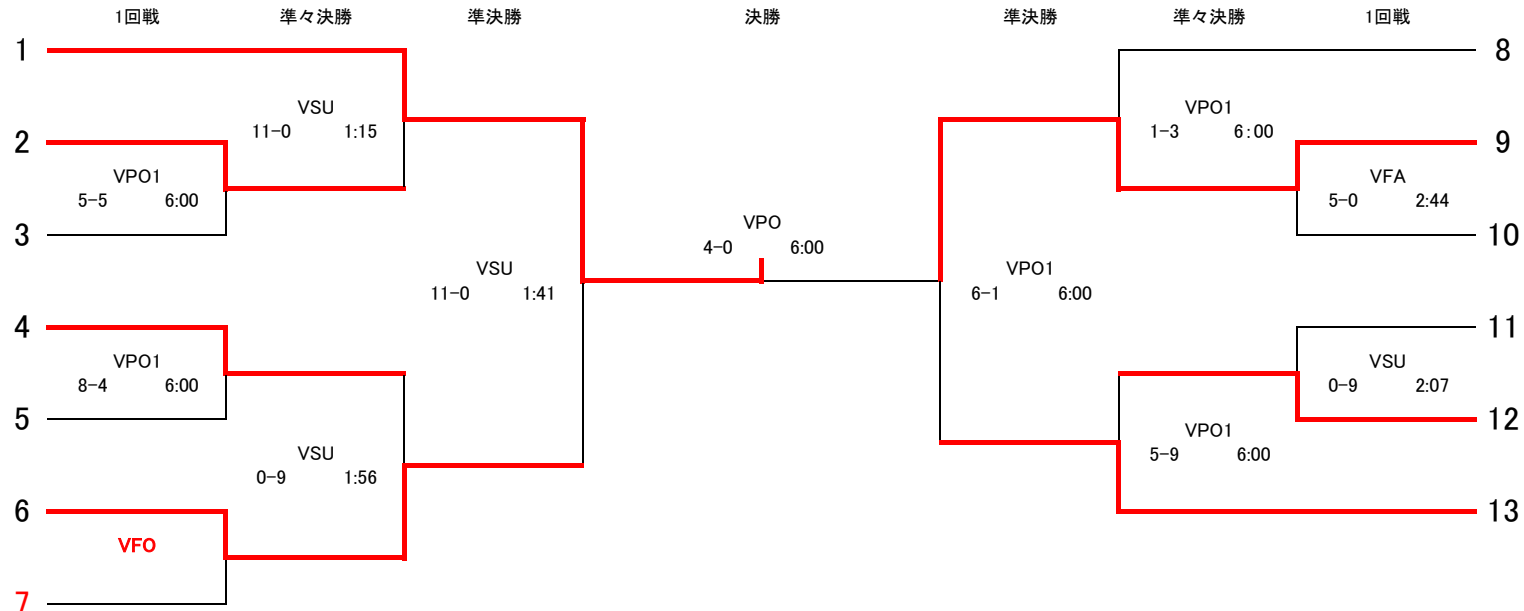 1回戦 準々決勝 準決勝 決勝 準決勝 準々決勝 1回戦
1 8
VSU VPO1
11-0 1:15 1-3 6:00
2 9
VPO1 VFA
5-5 6:00 5-0 2:44
VPO
3 10
4-0 6:00
VSU VPO1
11-0 1:41 6-1 6:00
4 11
VPO1 VSU
8-4 6:00 0-9 2:07
5 12
VSU VPO1
0-9 1:56 5-9 6:00
6 13
VFO
7